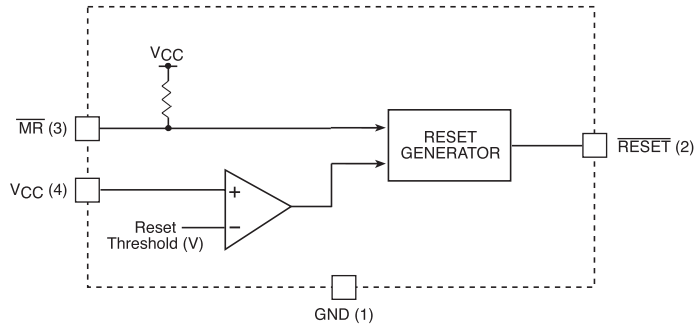 VCC
MR (3)
RESET
GENERATOR
RESET (2)
VCC (4)
+
Reset
Threshold (V)
−
GND (1)